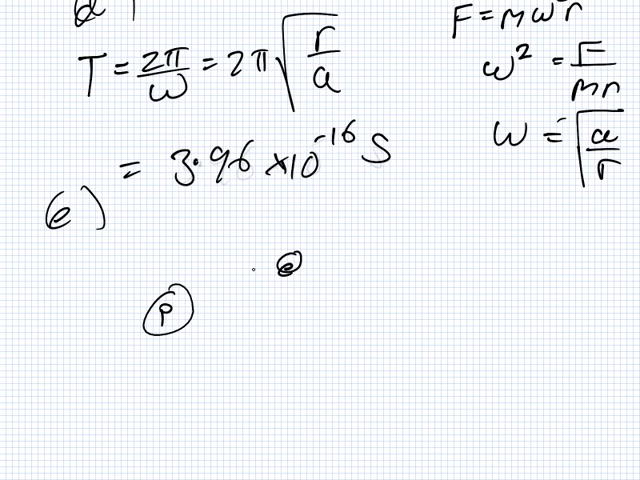 d)
F = mω²r
T = 2π/ω = 2π√(r/a)
ω² = F/mr
ω = √(a/r)
= 3.96 ×10⁻¹⁶ S
e)
e
P